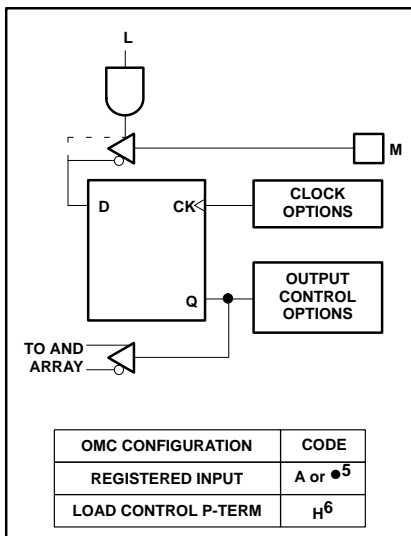 L
M
D
CK
CLOCK
OPTIONS
Q
OUTPUT
CONTROL
OPTIONS
TO AND
ARRAY
OMC CONFIGURATION CODE
REGISTERED INPUT A or ●5
LOAD CONTROL P-TERM H6